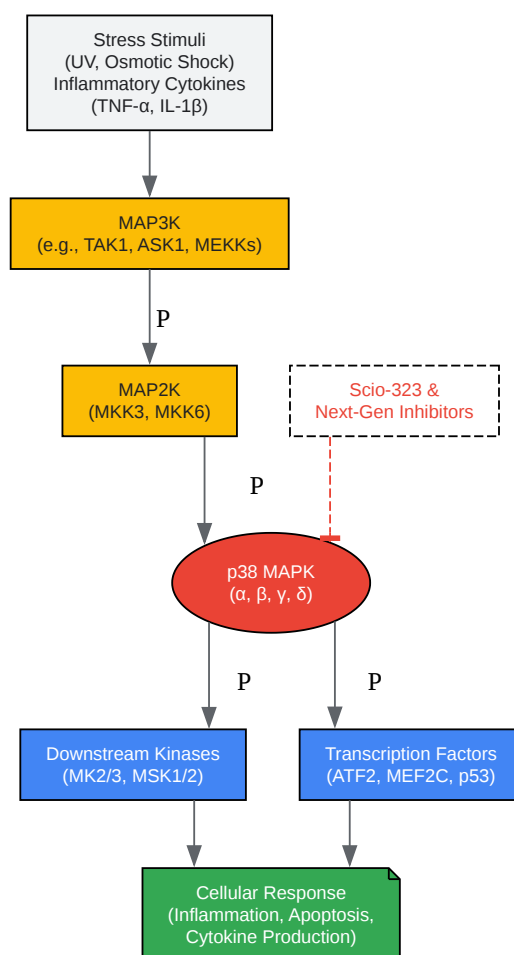 Stress Stimuli
(UV, Osmotic Shock)
Inflammatory Cytokines
(TNF-α, IL-1β)
MAP3K
(e.g., TAK1, ASK1, MEKKs)
P
MAP2K
(MKK3, MKK6)
Scio-323 &
Next-Gen Inhibitors
P
p38 MAPK
(α, β, γ, δ)
P
P
Downstream Kinases
(MK2/3, MSK1/2)
Transcription Factors
(ATF2, MEF2C, p53)
Cellular Response
(Inflammation, Apoptosis,
Cytokine Production)